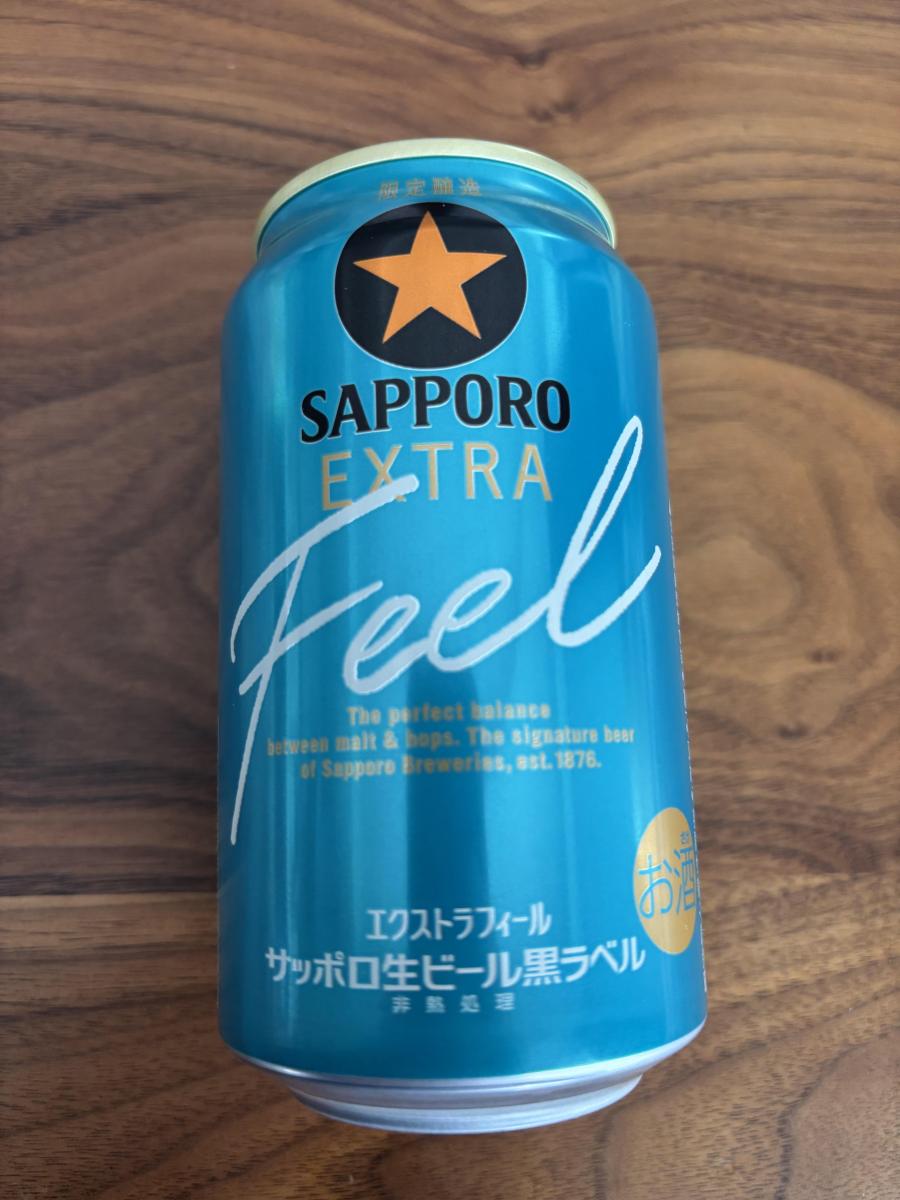 限定醸造
SAPPORO
EXTRA
Feel
The perfect balance
between malt & hops. The signature beer
of Sapporo Breweries, est. 1876.
お酒
エクストラフィール
サッポロ生ビール黒ラベル
非熱処理